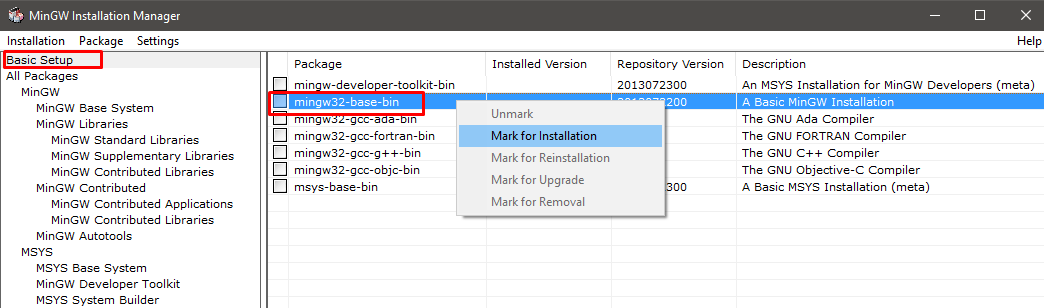 MinGW Installation Manager
Installation Package Settings Help
Basic Setup
All Packages
MinGW
MinGW Base System
MinGW Libraries
MinGW Standard Libraries
MinGW Supplementary Libraries
MinGW Contributed Libraries
MinGW Contributed
MinGW Contributed Applications
MinGW Contributed Libraries
MinGW Autotools
MSYS
MSYS Base System
MinGW Developer Toolkit
MSYS System Builder
Package Installed Version Repository Version Description
mingw-developer-toolkit-bin 2013072300 An MSYS Installation for MinGW Developers (meta)
mingw32-base-bin 2013072200 A Basic MinGW Installation
mingw32-gcc-ada-bin The GNU Ada Compiler
mingw32-gcc-fortran-bin The GNU FORTRAN Compiler
mingw32-gcc-g++-bin The GNU C++ Compiler
mingw32-gcc-objc-bin The GNU Objective-C Compiler
msys-base-bin 300 A Basic MSYS Installation (meta)
Unmark
Mark for Installation
Mark for Reinstallation
Mark for Upgrade
Mark for Removal